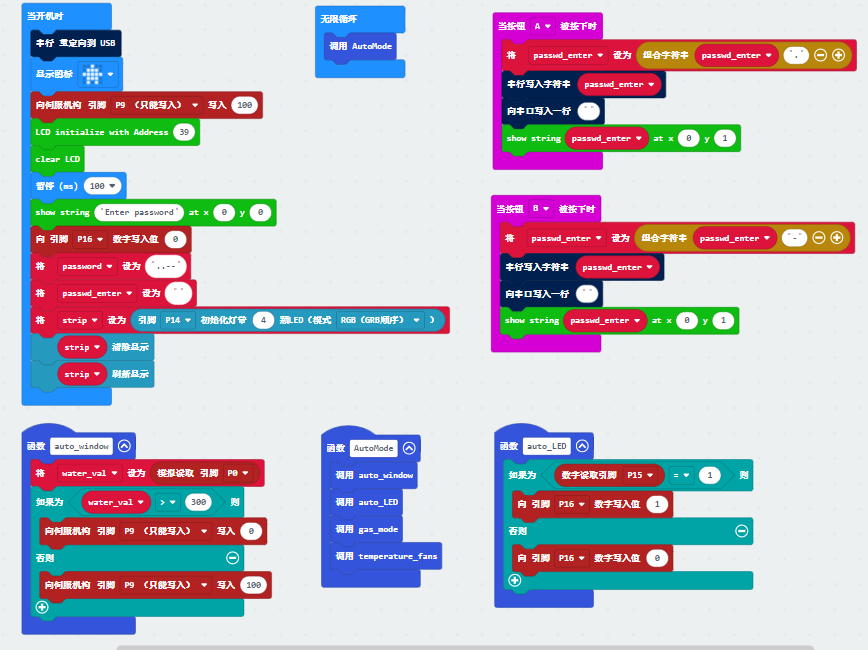 当开机时
串行 重定向到 USB
显示图标
向伺服机构 引脚 P9 （只能写入） 写入 100
LCD initialize with Address 39
clear LCD
暂停 (ms) 100
show string "Enter password" at x 0 y 0
向 引脚 P16 数字写入值 0
将 password 设为 "..--"
将 passwd_enter 设为 ""
将 strip 设为 引脚 P14 初始化灯带 4 颗LED（模式 RGB（GRB顺序） ）
strip 清除显示
strip 刷新显示
无限循环
调用 AutoMode
当按钮 A 被按下时
将 passwd_enter 设为 组合字符串 passwd_enter "."
串行写入字符串 passwd_enter
向串口写入一行 ""
show string passwd_enter at x 0 y 1
当按钮 B 被按下时
将 passwd_enter 设为 组合字符串 passwd_enter "-"
串行写入字符串 passwd_enter
向串口写入一行 ""
show string passwd_enter at x 0 y 1
函数 auto_window
将 water_val 设为 模拟读取 引脚 P0
如果为 water_val > 300 则
向伺服机构 引脚 P9 （只能写入） 写入 0
否则
向伺服机构 引脚 P9 （只能写入） 写入 100
函数 AutoMode
调用 auto_window
调用 auto_LED
调用 gas_mode
调用 temperature_fans
函数 auto_LED
如果为 数字读取引脚 P15 = 1 则
向 引脚 P16 数字写入值 1
否则
向 引脚 P16 数字写入值 0